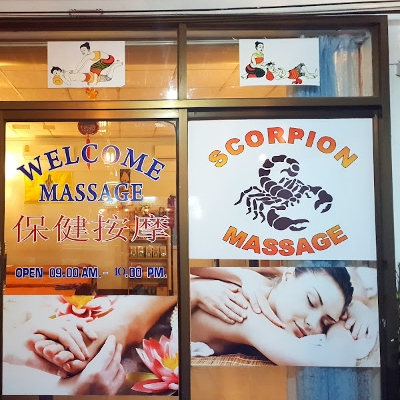 WELCOME
MASSAGE
保健按摩
OPEN 09.00 AM.- 10.00 PM.
SCORPION
MASSAGE